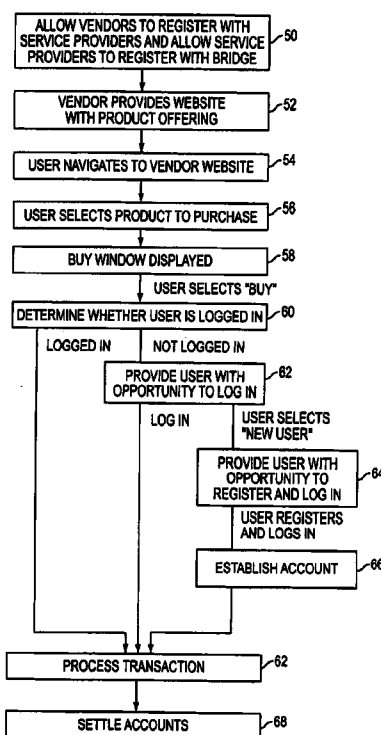 ALLOW VENDORS TO REGISTER WITH
SERVICE PROVIDERS AND ALLOW SERVICE
PROVIDERS TO REGISTER WITH BRIDGE
50
VENDOR PROVIDES WEBSITE
WITH PRODUCT OFFERING
52
USER NAVIGATES TO VENDOR WEBSITE
54
USER SELECTS PRODUCT TO PURCHASE
56
BUY WINDOW DISPLAYED
58
USER SELECTS "BUY"
DETERMINE WHETHER USER IS LOGGED IN
60
LOGGED IN
NOT LOGGED IN
PROVIDE USER WITH
OPPORTUNITY TO LOG IN
62
LOG IN
USER SELECTS
"NEW USER"
PROVIDE USER WITH
OPPORTUNITY TO
REGISTER AND LOG IN
64
USER REGISTERS
AND LOGS IN
ESTABLISH ACCOUNT
66
PROCESS TRANSACTION
62
SETTLE ACCOUNTS
68